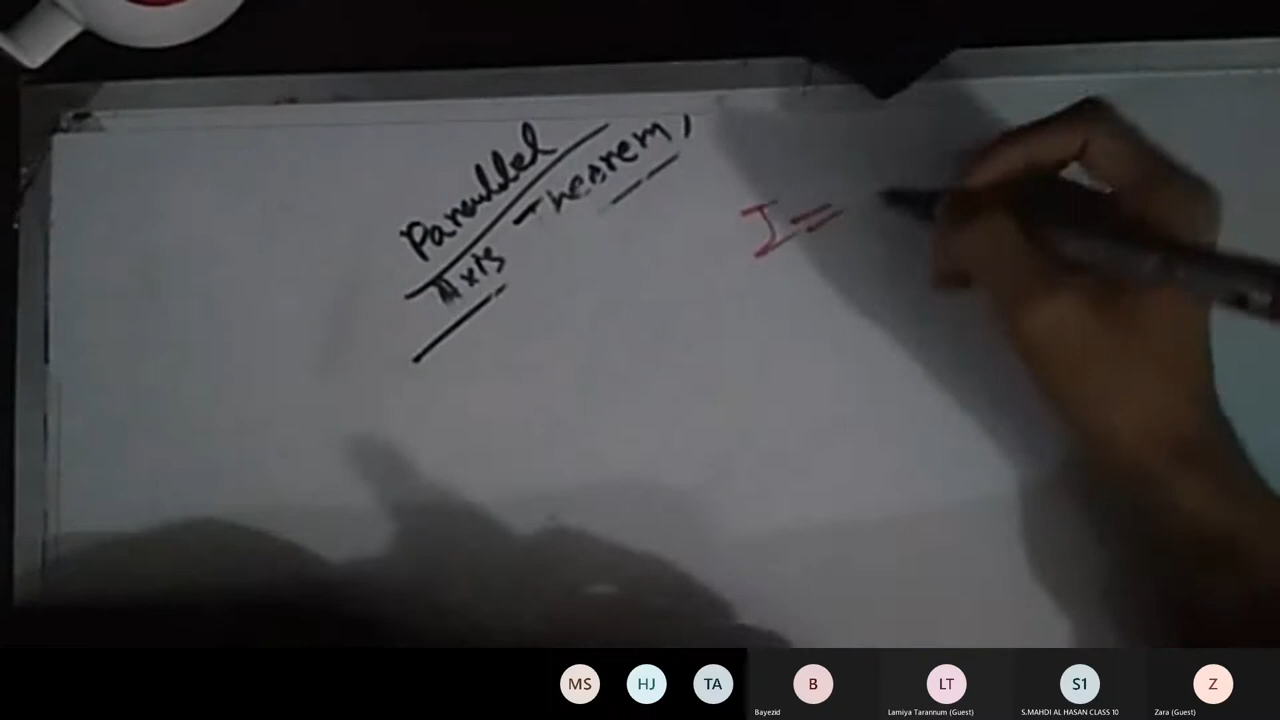 Parallel
Axis Theorem,
I =
MS
HJ
TA
B
LT
S1
Z
Bayezid
Lamiya Tarannum (Guest)
S.MAHDI AL HASAN CLASS 10
Zara (Guest)